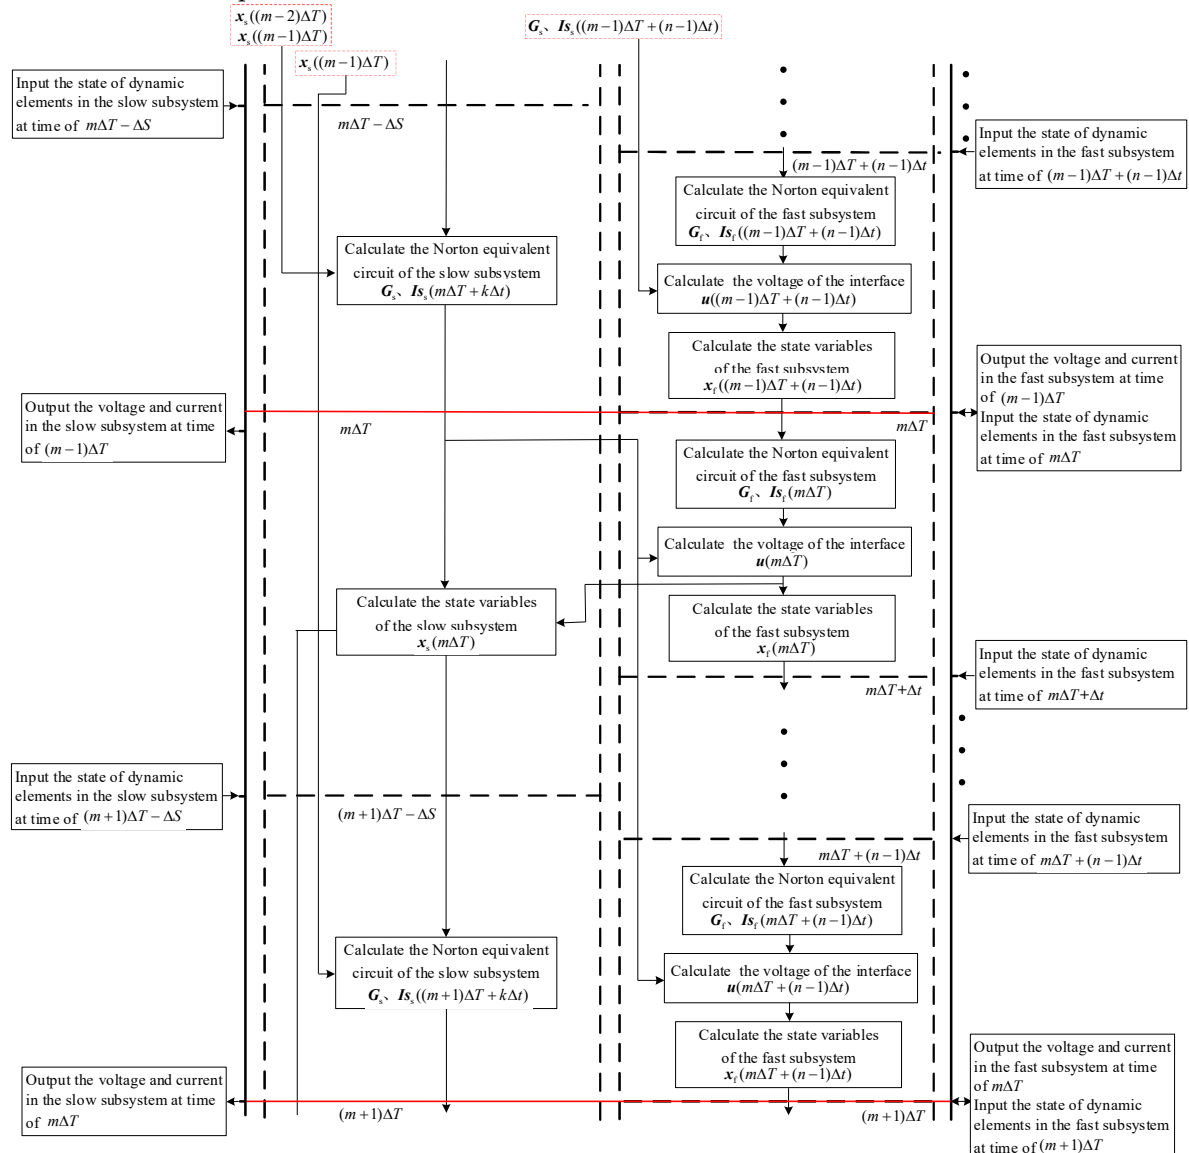 x_s((m−2)ΔT)
x_s((m−1)ΔT)
G_s、Is_s((m−1)ΔT+(n−1)Δt)
x_s((m−1)ΔT)
Input the state of dynamic
elements in the slow subsystem
at time of mΔT−ΔS
mΔT−ΔS
Input the state of dynamic
elements in the fast subsystem
at time of (m−1)ΔT+(n−1)Δt
(m−1)ΔT+(n−1)Δt
Calculate the Norton equivalent
circuit of the fast subsystem
G_f、Is_f((m−1)ΔT+(n−1)Δt)
Calculate the Norton equivalent
circuit of the slow subsystem
G_s、Is_s(mΔT+kΔt)
Calculate the voltage of the interface
u((m−1)ΔT+(n−1)Δt)
Calculate the state variables
of the fast subsystem
x_f((m−1)ΔT+(n−1)Δt)
Output the voltage and current
in the slow subsystem at time
of (m−1)ΔT
mΔT
mΔT
Output the voltage and current
in the fast subsystem at time
of (m−1)ΔT
Input the state of dynamic
elements in the fast subsystem
at time of mΔT
Calculate the Norton equivalent
circuit of the fast subsystem
G_f、Is_f(mΔT)
Calculate the voltage of the interface
u(mΔT)
Calculate the state variables
of the slow subsystem
x_s(mΔT)
Calculate the state variables
of the fast subsystem
x_f(mΔT)
mΔT+Δt
Input the state of dynamic
elements in the fast subsystem
at time of mΔT+Δt
Input the state of dynamic
elements in the slow subsystem
at time of (m+1)ΔT−ΔS
(m+1)ΔT−ΔS
mΔT+(n−1)Δt
Input the state of dynamic
elements in the fast subsystem
at time of mΔT+(n−1)Δt
Calculate the Norton equivalent
circuit of the fast subsystem
G_f、Is_f(mΔT+(n−1)Δt)
Calculate the Norton equivalent
circuit of the slow subsystem
G_s、Is_s((m+1)ΔT+kΔt)
Calculate the voltage of the interface
u(mΔT+(n−1)Δt)
Calculate the state variables
of the fast subsystem
x_f(mΔT+(n−1)Δt)
Output the voltage and current
in the slow subsystem at time
of mΔT
(m+1)ΔT
(m+1)ΔT
Output the voltage and current
in the fast subsystem at time
of mΔT
Input the state of dynamic
elements in the fast subsystem
at time of (m+1)ΔT